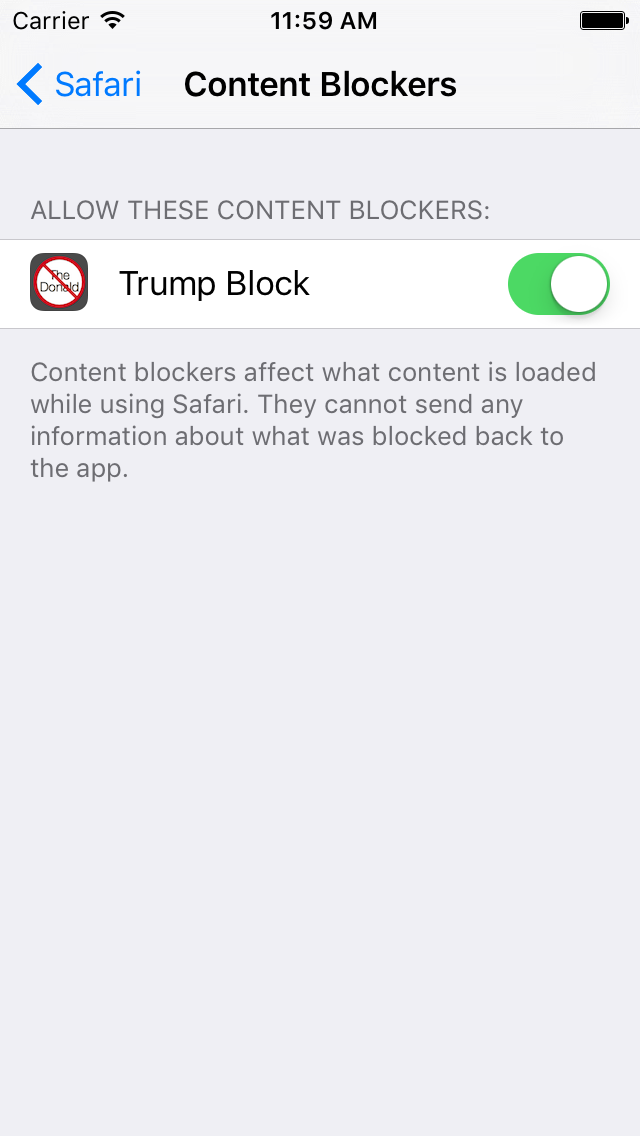 Carrier 11:59 AM
Safari Content Blockers
ALLOW THESE CONTENT BLOCKERS:
The
Donald
Trump Block
Content blockers affect what content is loaded
while using Safari. They cannot send any
information about what was blocked back to
the app.